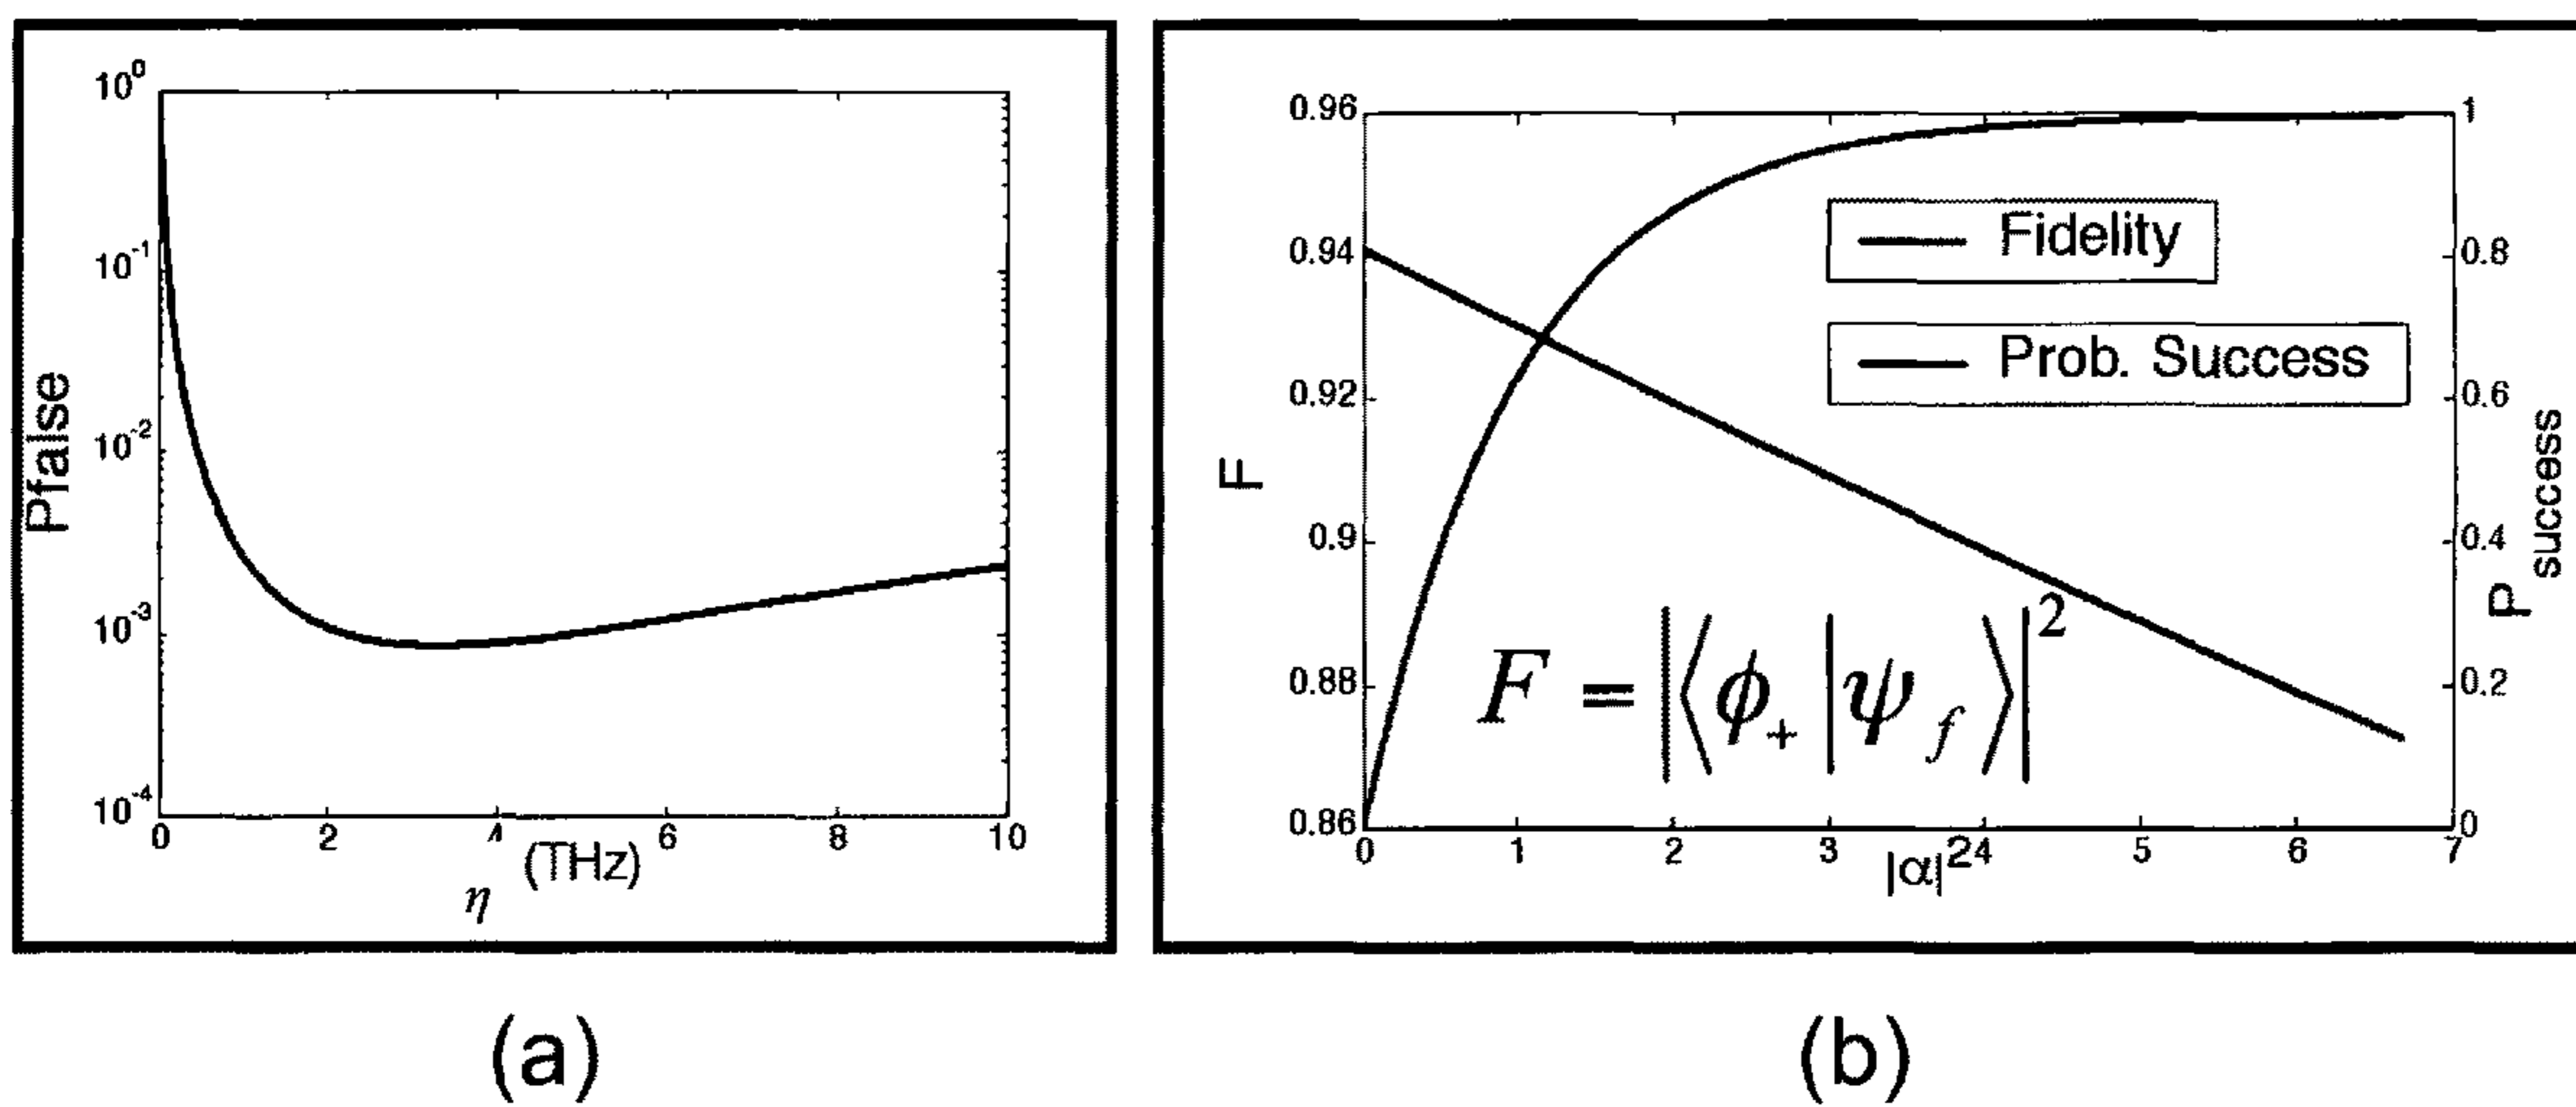 10^0
10^-1
10^-2
10^-3
10^-4
Pfalse
0 2 4 6 8 10
(THz)
η
(a)
0.96
0.94
0.92
0.9
0.88
0.86
F
1
0.8
0.6
0.4
0.2
0
P success
Fidelity
Prob. Success
F = |⟨ϕ+|ψf⟩|^2
0 1 2 3 4 5 6 7
|α|^2
(b)